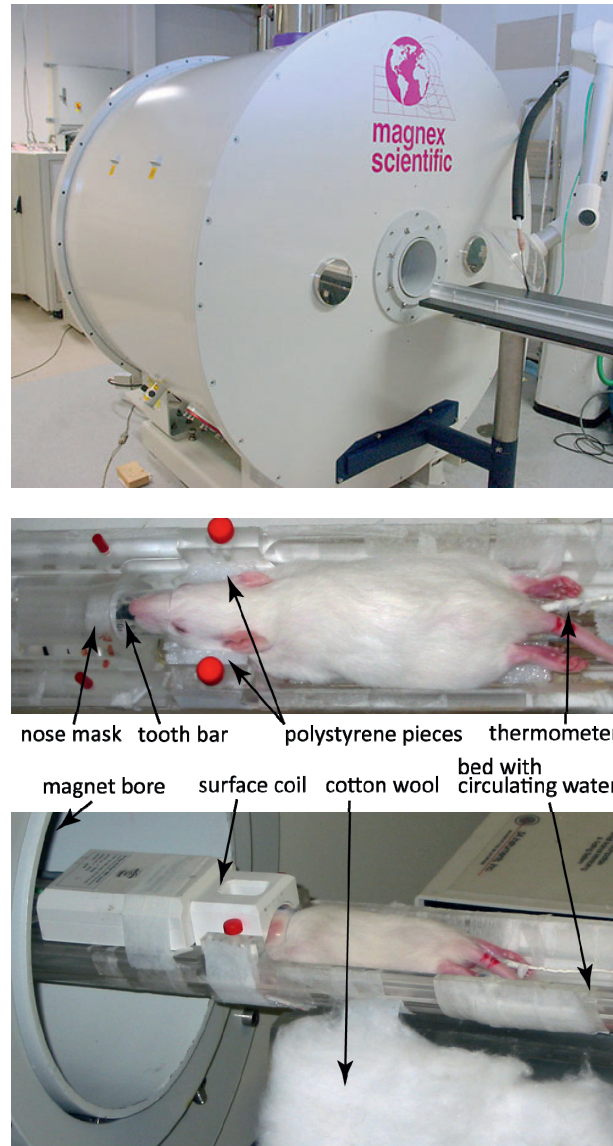 magnex
scientific
nose mask tooth bar polystyrene pieces thermometer
magnet bore surface coil cotton wool bed with
circulating water